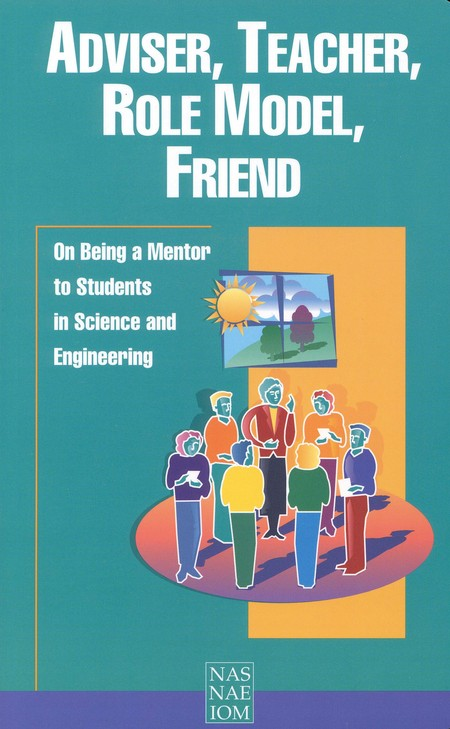 ADVISER, TEACHER,
ROLE MODEL,
FRIEND
On Being a Mentor
to Students
in Science and
Engineering
NAS
NAE
IOM